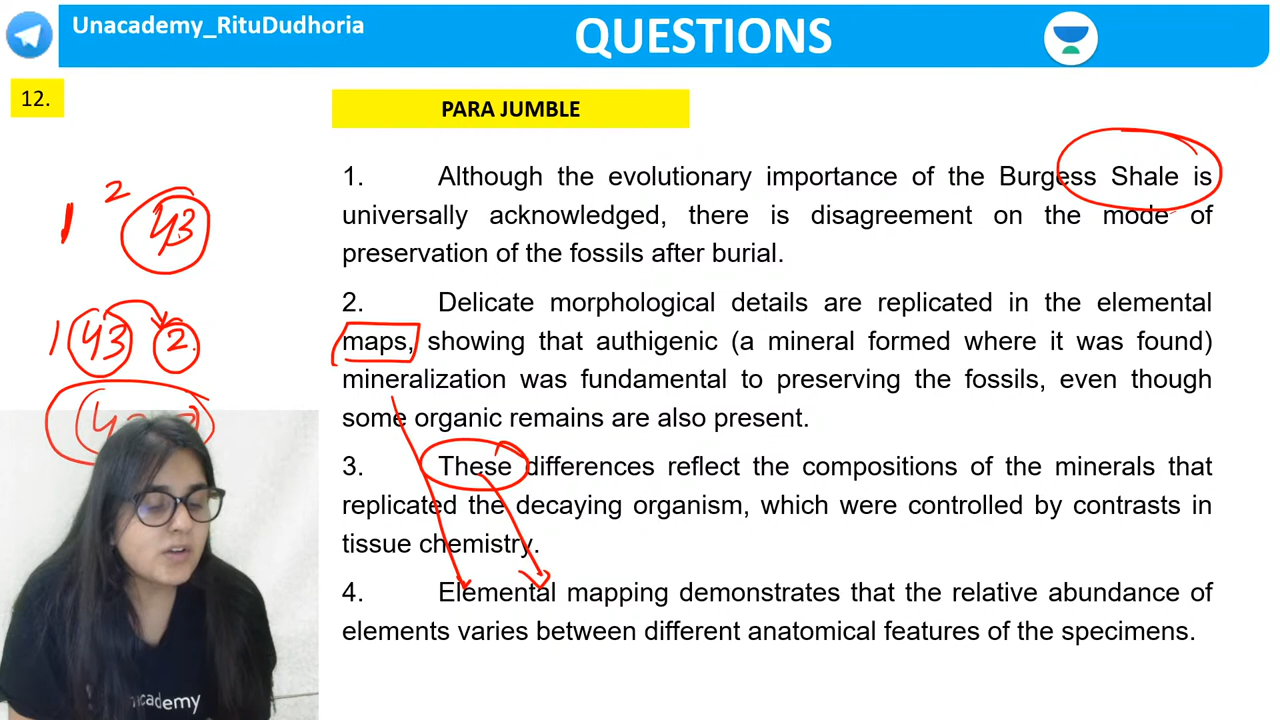 Unacademy_RituDudhoria
QUESTIONS
12.
PARA JUMBLE
1. Although the evolutionary importance of the Burgess Shale is
universally acknowledged, there is disagreement on the mode of
preservation of the fossils after burial.
2. Delicate morphological details are replicated in the elemental
maps, showing that authigenic (a mineral formed where it was found)
mineralization was fundamental to preserving the fossils, even though
some organic remains are also present.
3. These differences reflect the compositions of the minerals that
replicated the decaying organism, which were controlled by contrasts in
tissue chemistry.
4. Elemental mapping demonstrates that the relative abundance of
elements varies between different anatomical features of the specimens.
1 2 43
1 43 2
unacademy